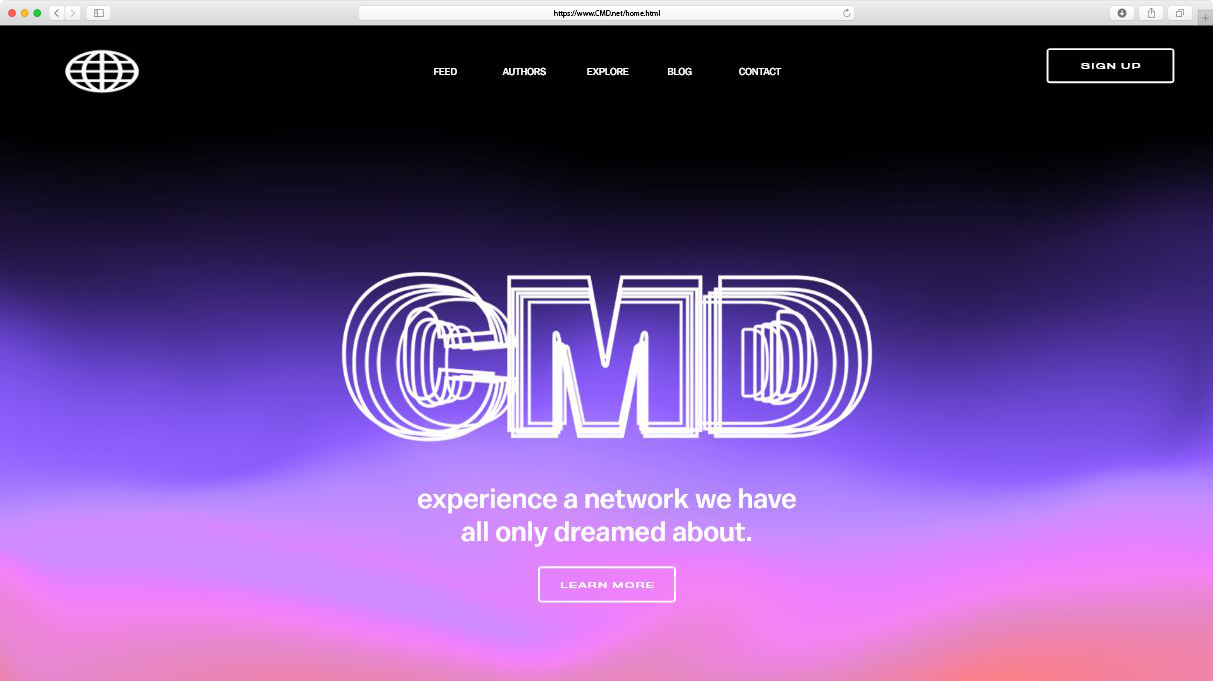 https://www.CMD.net/home.html
FEED AUTHORS EXPLORE BLOG CONTACT
SIGN UP
CMD
experience a network we have
all only dreamed about.
LEARN MORE